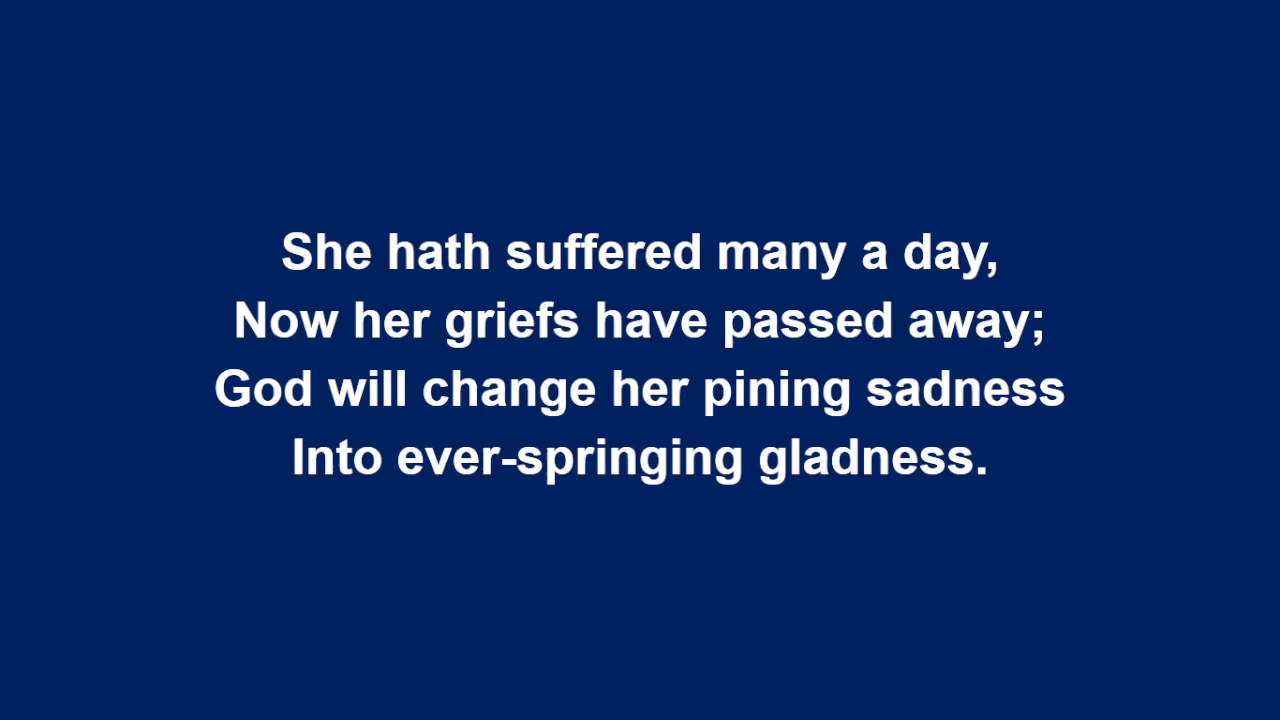 She hath suffered many a day,
Now her griefs have passed away;
God will change her pining sadness
Into ever-springing gladness.